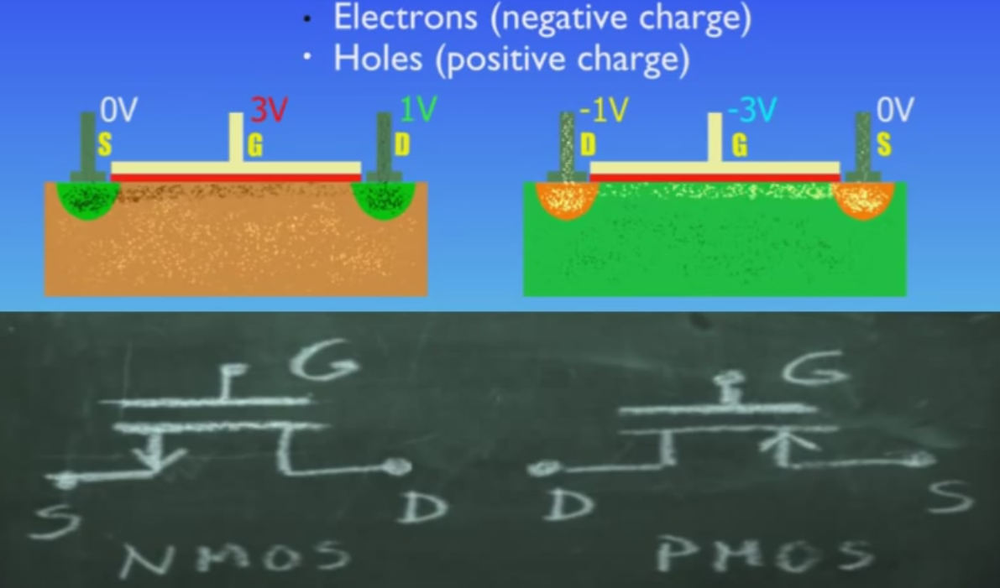 • Electrons (negative charge)
• Holes (positive charge)
0V 3V 1V -1V -3V 0V
S G D D G S
G G
S D D S
NMOS PMOS